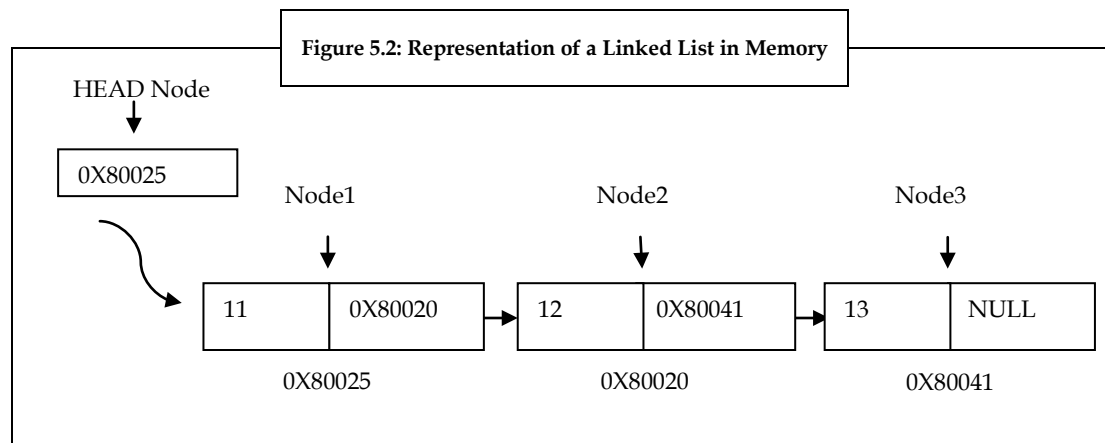 Figure 5.2: Representation of a Linked List in Memory
HEAD Node
0X80025
Node1 Node2 Node3
11 0X80020 12 0X80041 13 NULL
0X80025 0X80020 0X80041